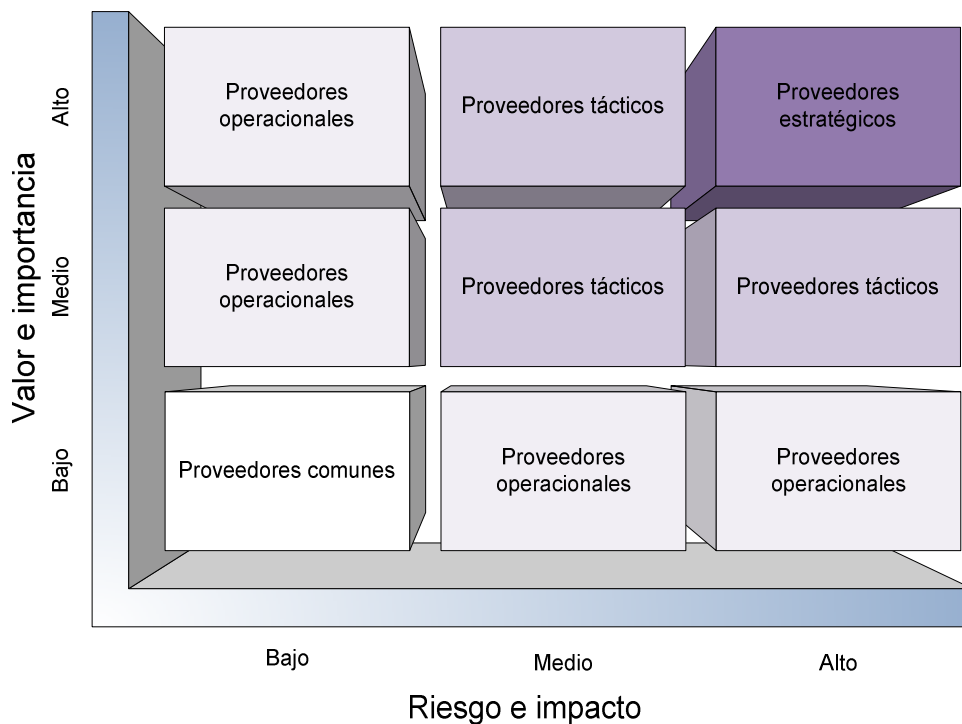 Valor e importancia
Alto
Proveedores
operacionales
Proveedores tácticos
Proveedores
estratégicos
Medio
Proveedores
operacionales
Proveedores tácticos
Proveedores tácticos
Bajo
Proveedores comunes
Proveedores
operacionales
Proveedores
operacionales
Bajo
Medio
Alto
Riesgo e impacto